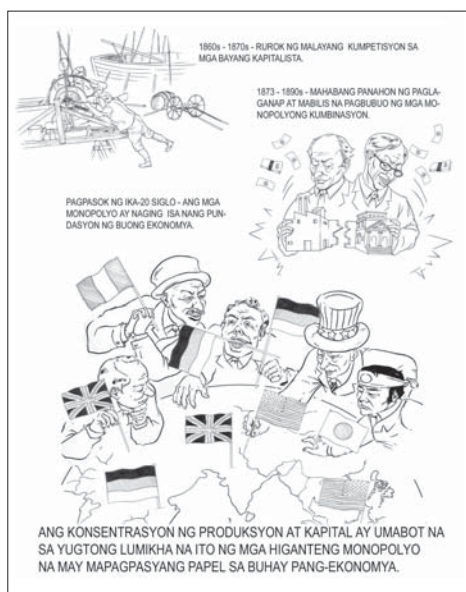 1860s - 1870s - RUROK NG MALAYANG KUMPETISYON SA
MGA BAYANG KAPITALISTA.
1873 - 1890s - MAHABANG PANAHON NG PAGLA-
GANAP AT MABILIS NA PAGBUBUO NG MGA MO-
NOPOLYONG KUMBINASYON.
PAGPASOK NG IKA-20 SIGLO - ANG MGA
MONOPOLYO AY NAGING ISA NANG PUN-
DASYON NG BUONG EKONOMYA.
ANG KONSENTRASYON NG PRODUKSYON AT KAPITAL AY UMABOT NA
SA YUGTONG LUMIKHA NA ITO NG MGA HIGANTENG MONOPOLYO
NA MAY MAPAGPASYANG PAPEL SA BUHAY PANG-EKONOMYA.